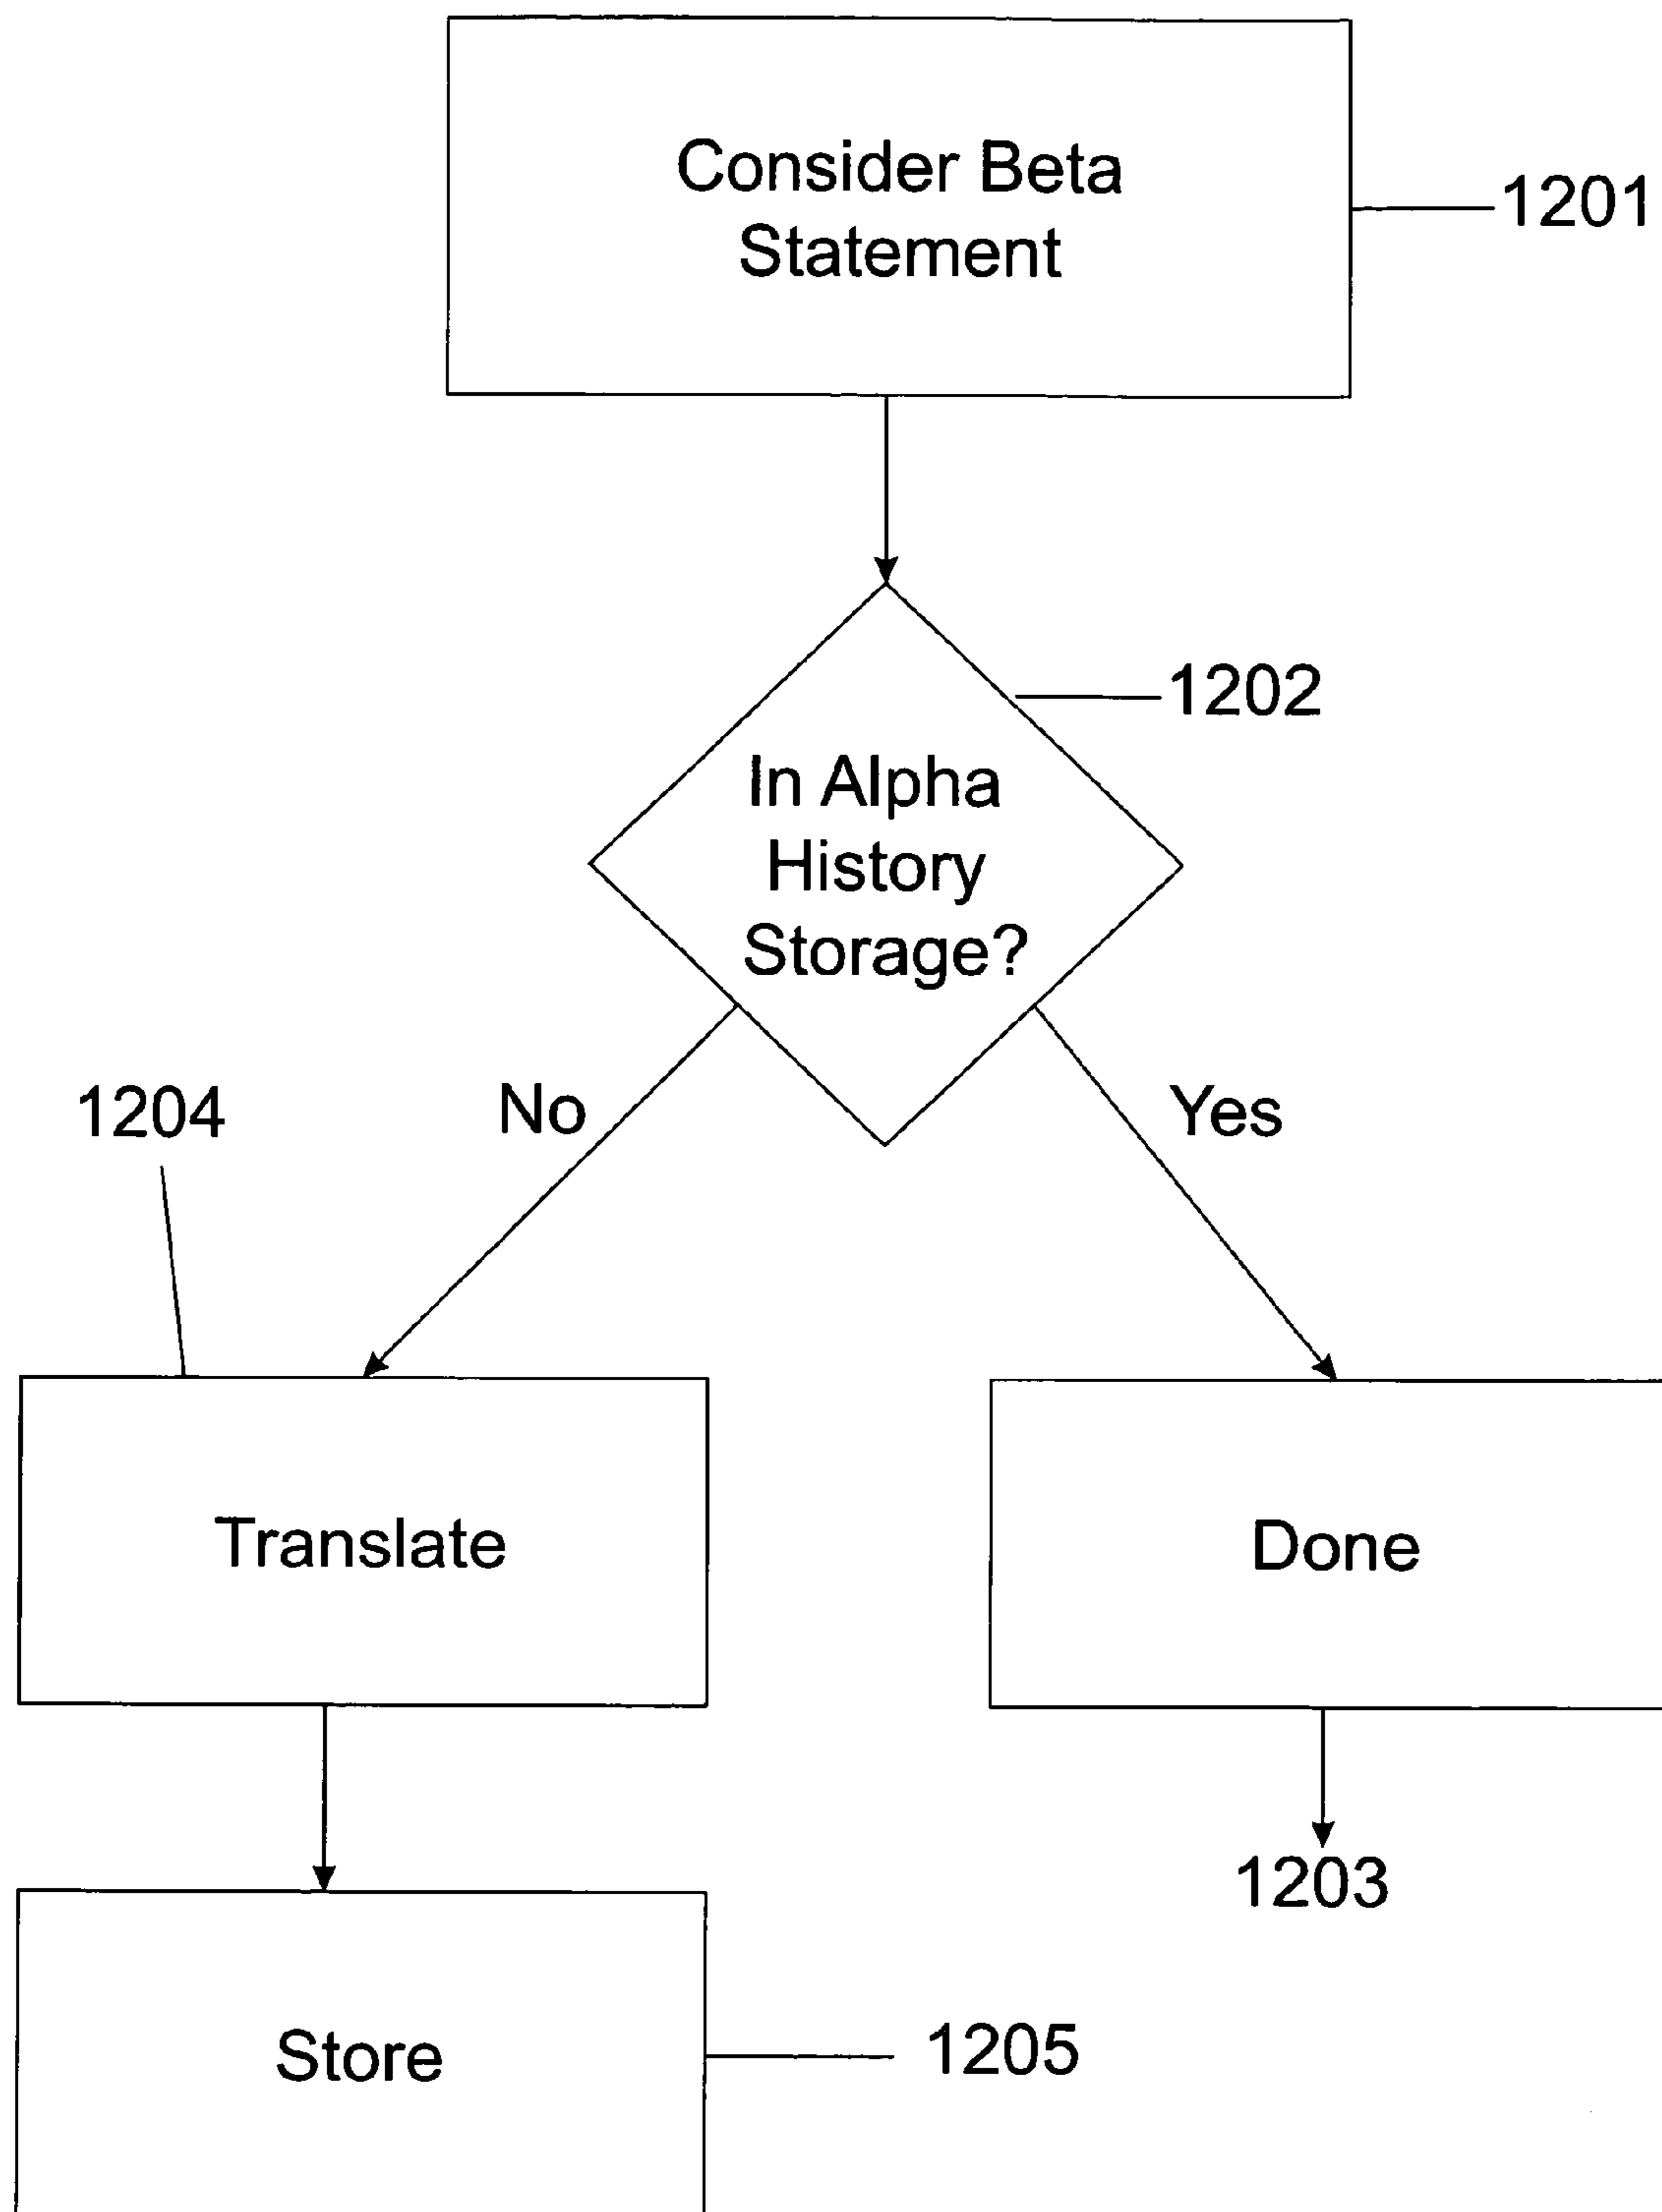 Consider Beta
Statement
1201
1202
In Alpha
History
Storage?
1204
No
Yes
Translate
Done
1203
Store
1205